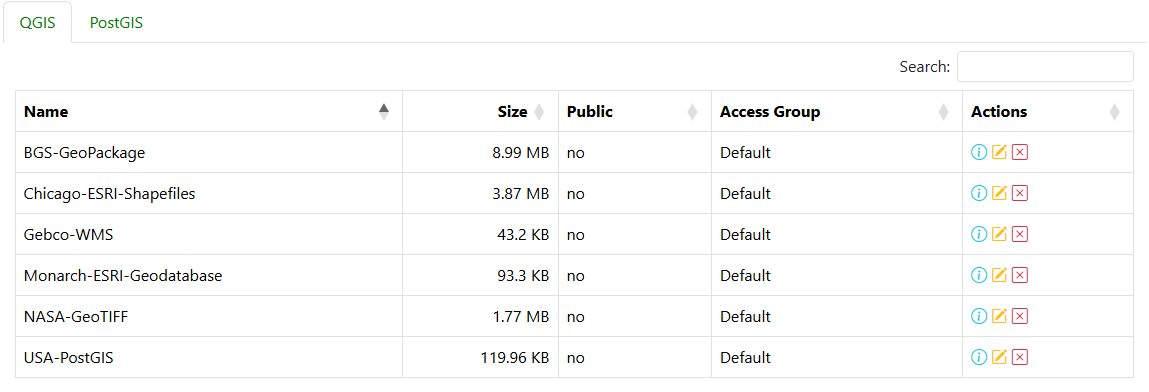 QGIS PostGIS
Search:
Name Size Public Access Group Actions
BGS-GeoPackage 8.99 MB no Default
Chicago-ESRI-Shapefiles 3.87 MB no Default
Gebco-WMS 43.2 KB no Default
Monarch-ESRI-Geodatabase 93.3 KB no Default
NASA-GeoTIFF 1.77 MB no Default
USA-PostGIS 119.96 KB no Default